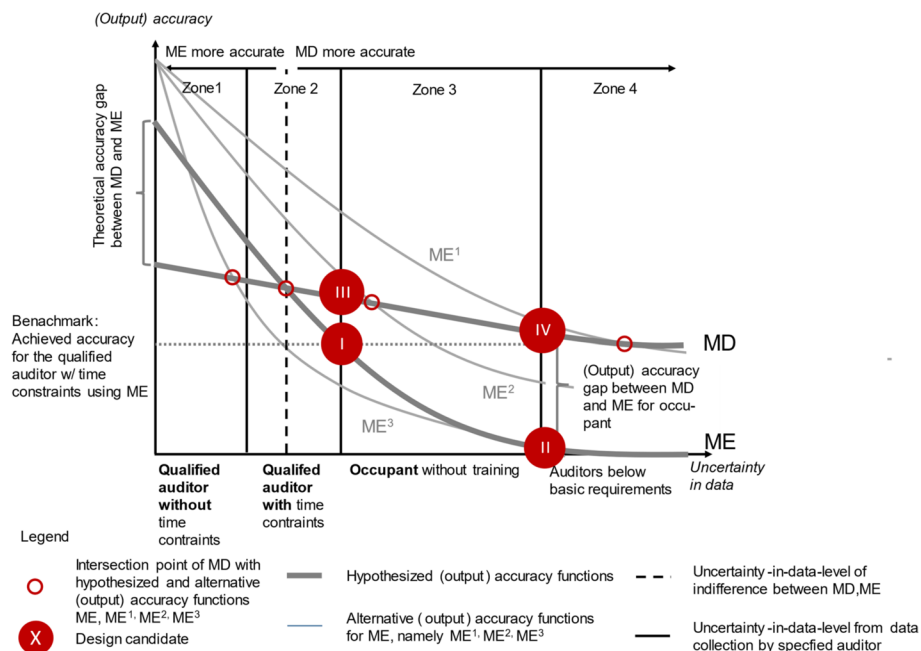 (Output) accuracy
ME more accurate
MD more accurate
Zone1
Zone 2
Zone 3
Zone 4
Theoretical accuracy gap
between MD and ME
ME¹
III
IV
I
II
MD
Benachmark:
Achieved accuracy
for the qualified
auditor w/ time
constraints using ME
ME²
ME³
(Output) accuracy
gap between MD
and ME for occu-
pant
ME
Uncertainty
in data
Qualified
auditor
without
time
contraints
Qualifed
auditor
with time
contraints
Occupant without training
Auditors below
basic requirements
Legend
Intersection point of MD with
hypothesized and alternative
(output) accuracy functions
ME, ME¹, ME², ME³
X
Design candidate
Hypothesized (output) accuracy functions
Alternative (output) accuracy functions
for ME, namely ME¹, ME², ME³
Uncertainty-in-data-level of
indifference between MD,ME
Uncertainty-in-data-level from data
collection by specfied auditor